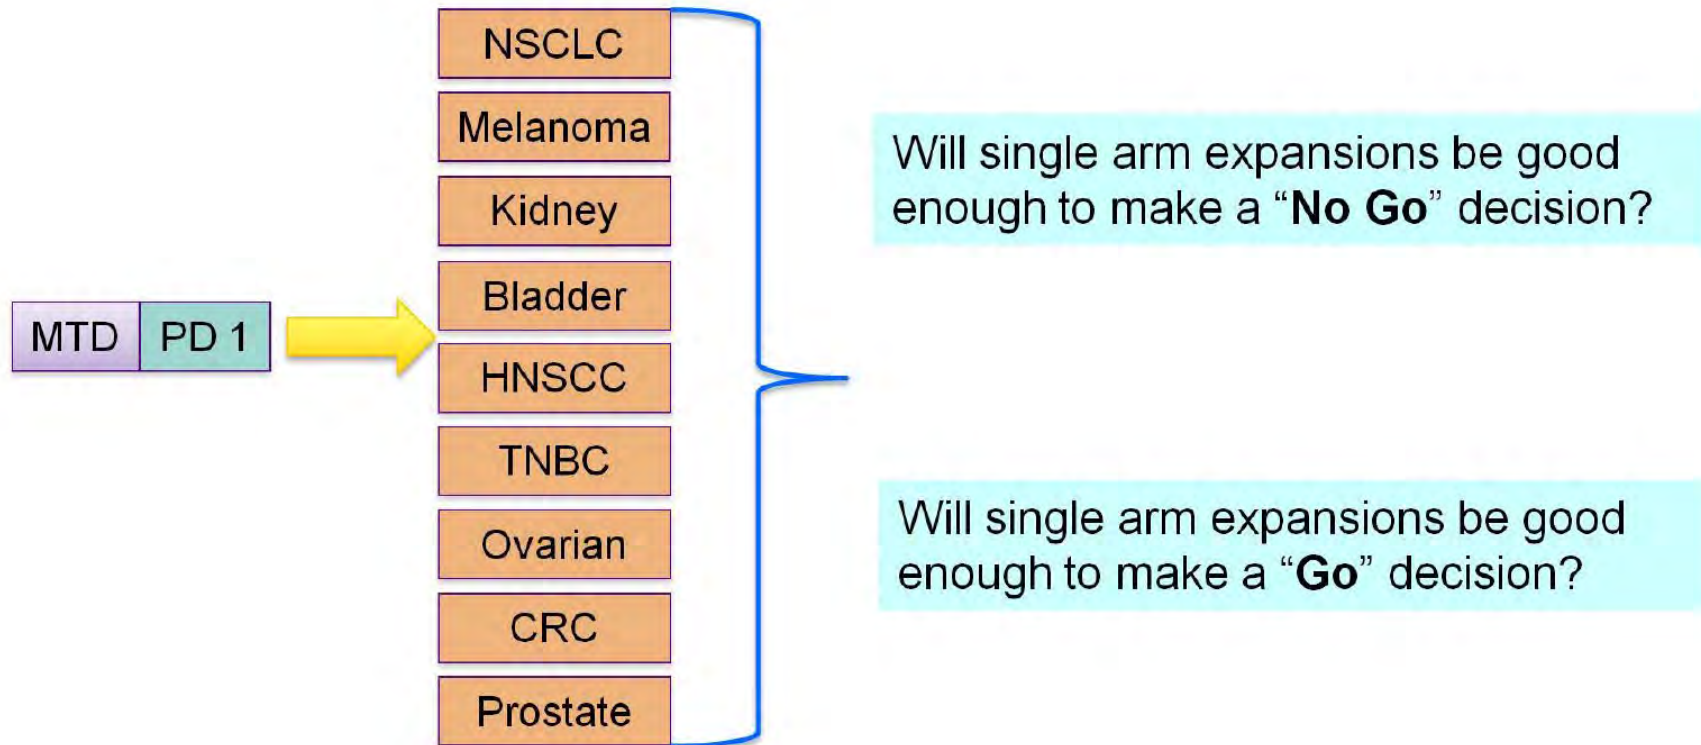 NSCLC
Melanoma
Kidney
Bladder
HNSCC
TNBC
Ovarian
CRC
Prostate
MTD PD 1
Will single arm expansions be good
enough to make a “No Go” decision?
Will single arm expansions be good
enough to make a “Go” decision?